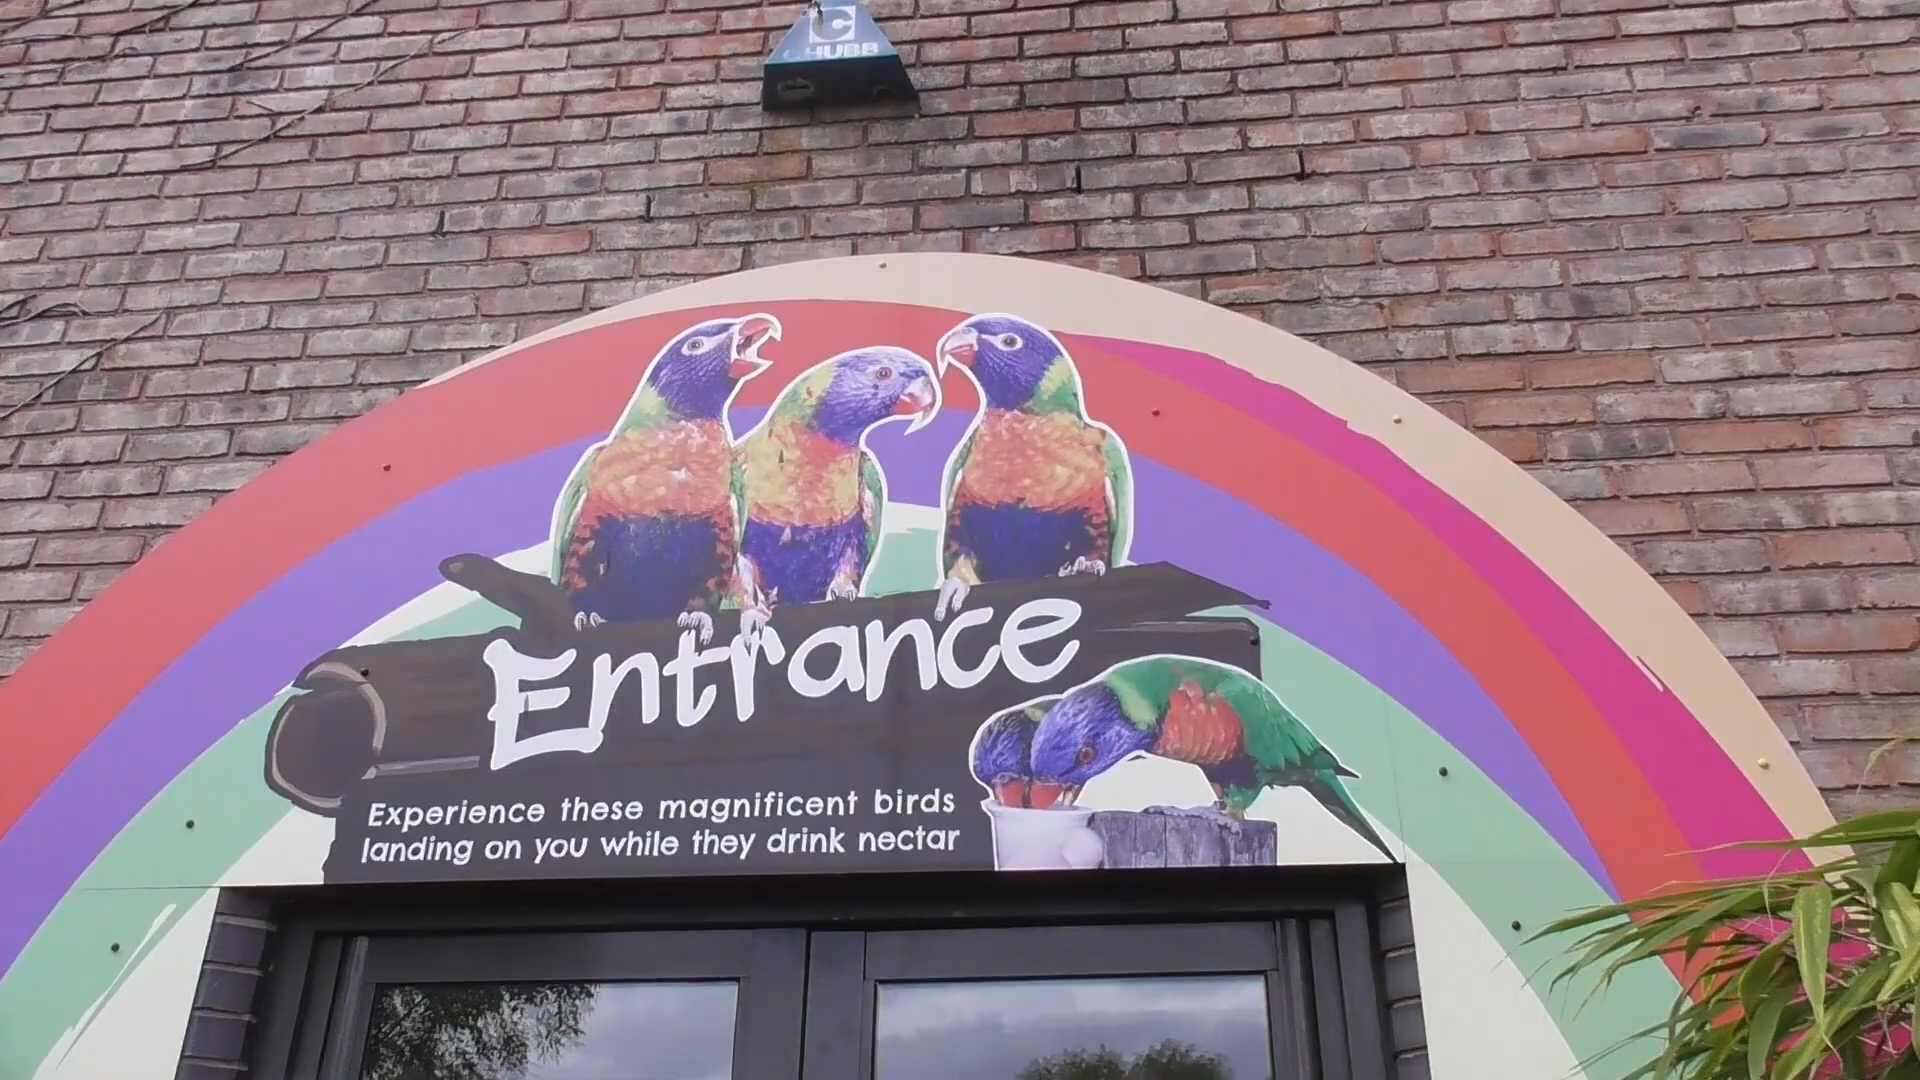 CHUBB
Entrance
Experience these magnificent birds
landing on you while they drink nectar